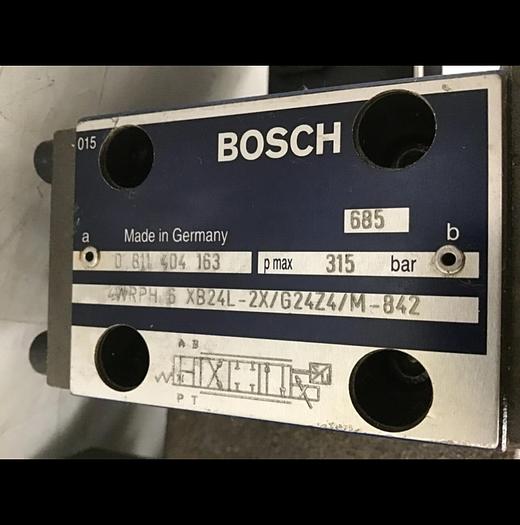 015
BOSCH
685
a
Made in Germany
b
0 811 404 163
p max 315 bar
4WRPH 6 XB24L-2X/G24Z4/M-842
A B
P T